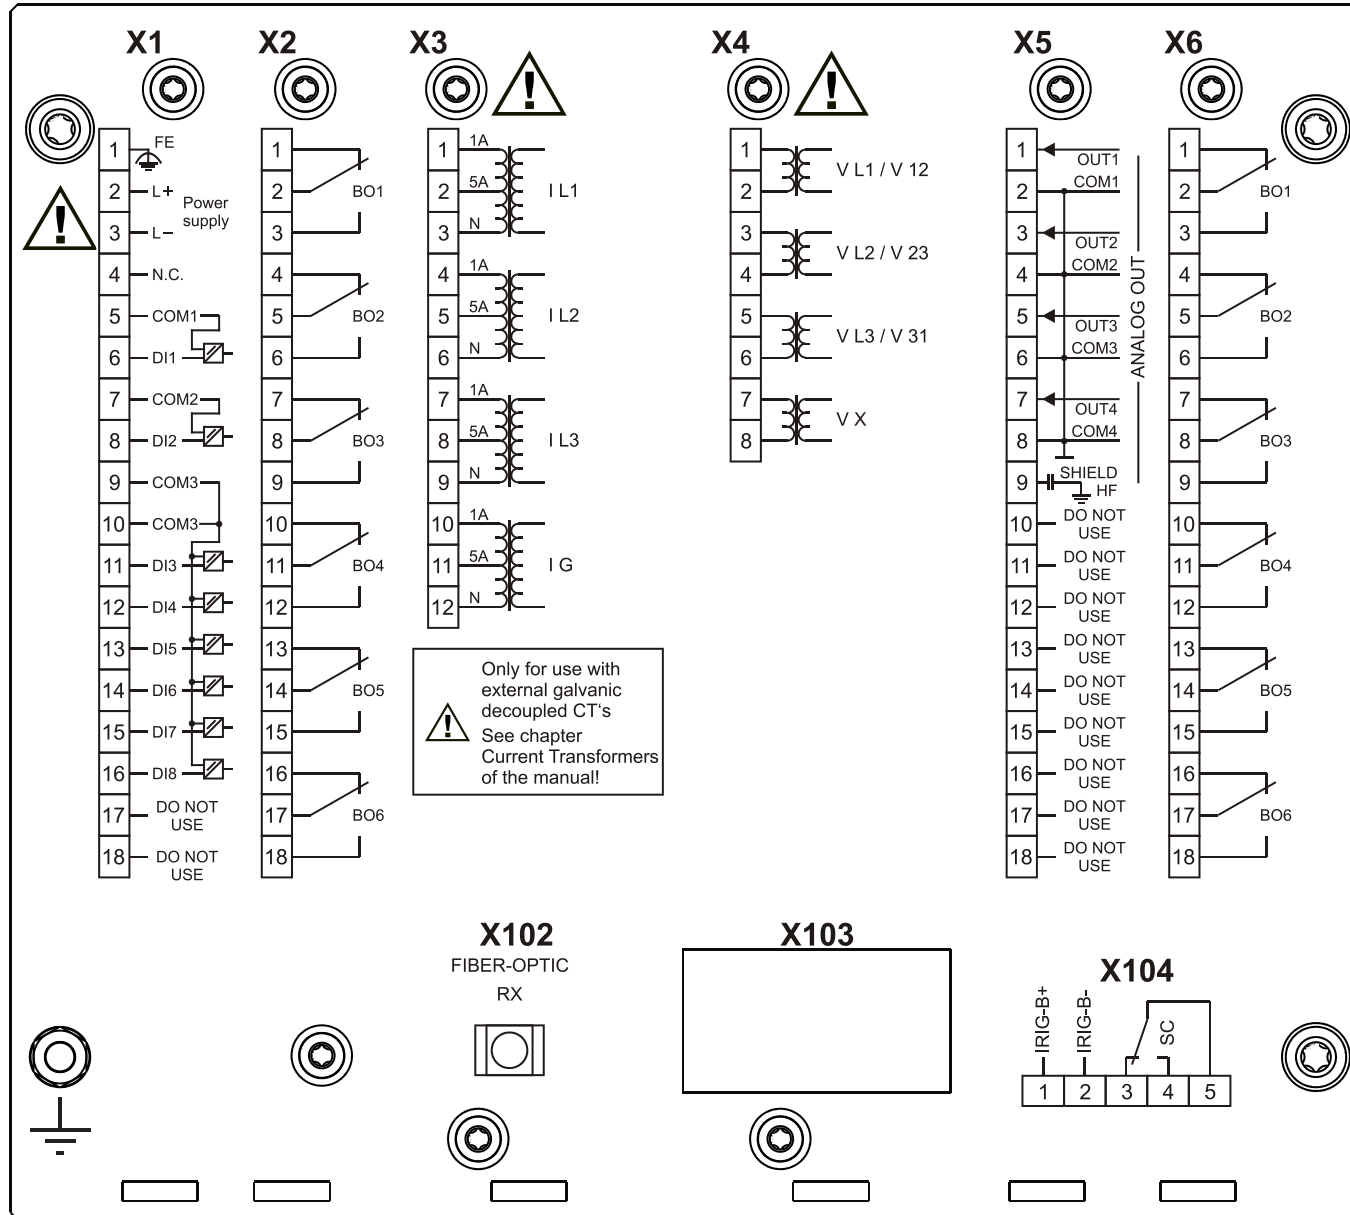 X1
X2
X3
X4
X5
X6
1 FE
2 L+
Power
supply
3 L−
4 N.C.
5 COM1
6 DI1
7 COM2
8 DI2
9 COM3
10 COM3
11 DI3
12 DI4
13 DI5
14 DI6
15 DI7
16 DI8
17 DO NOT
USE
18 DO NOT
USE
1
2 BO1
3
4
5 BO2
6
7
8 BO3
9
10
11 BO4
12
13
14 BO5
15
16
17 BO6
18
1 1A
2 5A I L1
3 N
4 1A
5 5A I L2
6 N
7 1A
8 5A I L3
9 N
10 1A
11 5A I G
12 N
Only for use with
external galvanic
decoupled CT‘s
See chapter
Current Transformers
of the manual!
1
V L1 / V 12
2
3
V L2 / V 23
4
5
V L3 / V 31
6
7
V X
8
1 OUT1
2 COM1
3 OUT2
4 COM2
5 OUT3
6 COM3
7 OUT4
8 COM4
ANALOG OUT
9 SHIELD
HF
10 DO NOT
USE
11 DO NOT
USE
12 DO NOT
USE
13 DO NOT
USE
14 DO NOT
USE
15 DO NOT
USE
16 DO NOT
USE
17 DO NOT
USE
18 DO NOT
USE
1
2 BO1
3
4
5 BO2
6
7
8 BO3
9
10
11 BO4
12
13
14 BO5
15
16
17 BO6
18
X102
FIBER-OPTIC
RX
X103
X104
IRIG-B+
IRIG-B-
SC
1 2 3 4 5